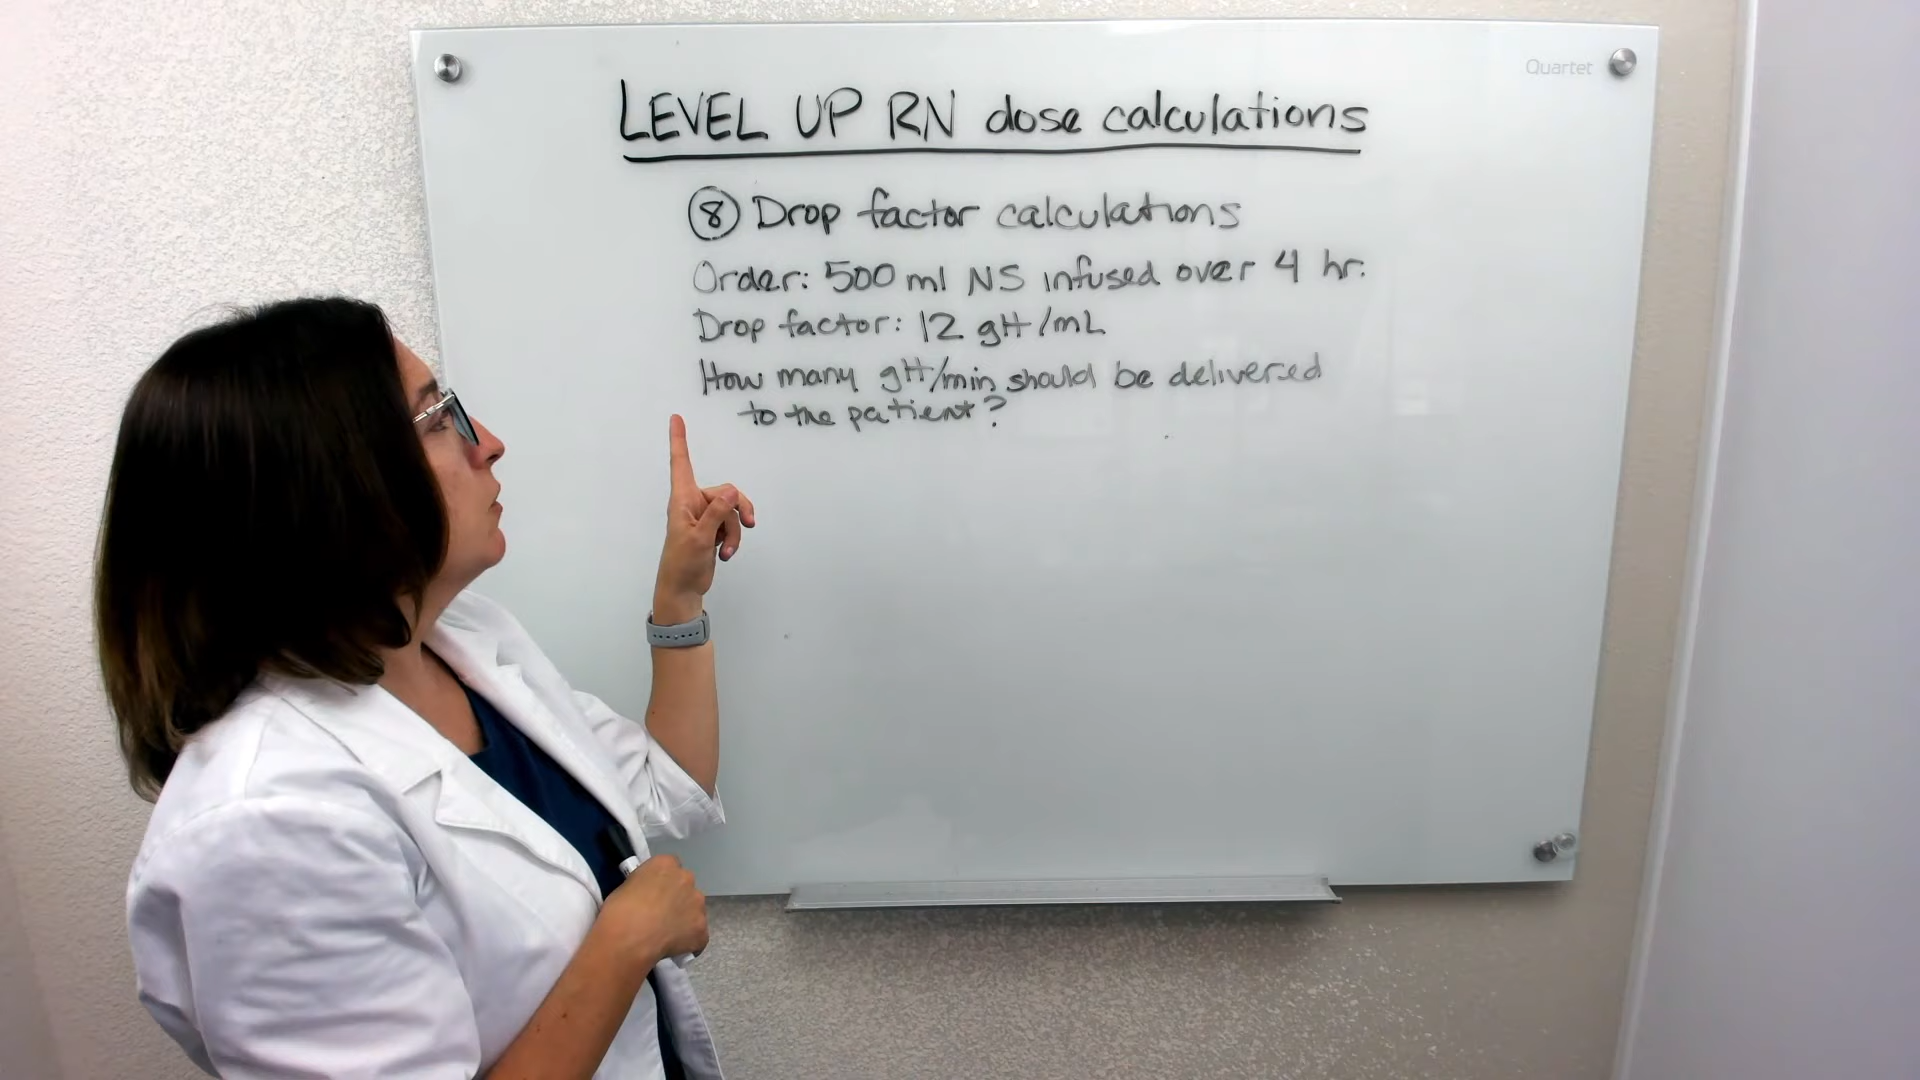 Quartet
LEVEL UP RN dose calculations
8 Drop factor calculations
Order: 500 ml NS infused over 4 hr.
Drop factor: 12 gtt/mL
How many gtt/min should be delivered
to the patient?